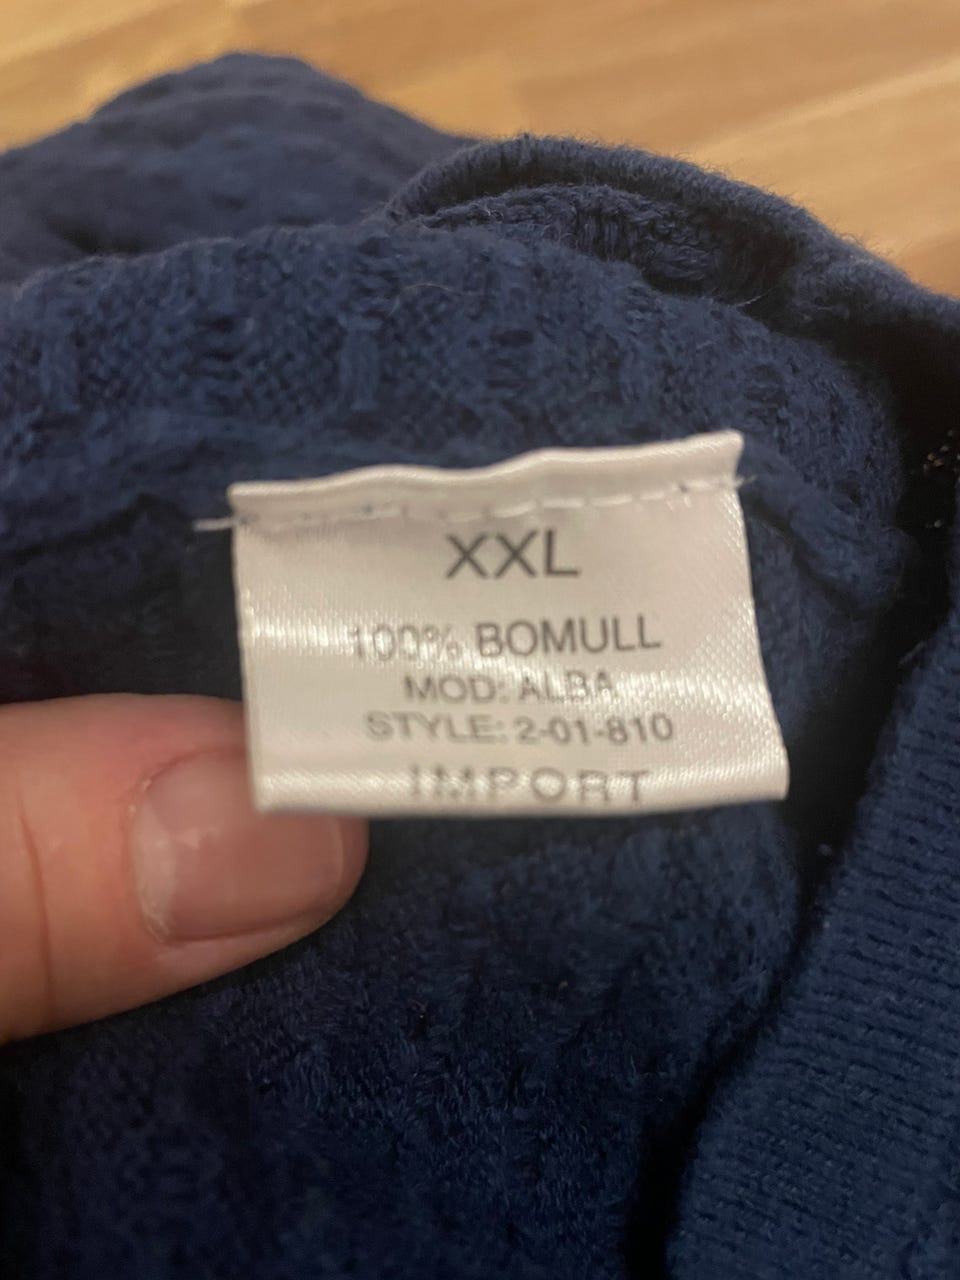 XXL
100% BOMULL
MOD: ALBA
STYLE: 2-01-810
IMPORT